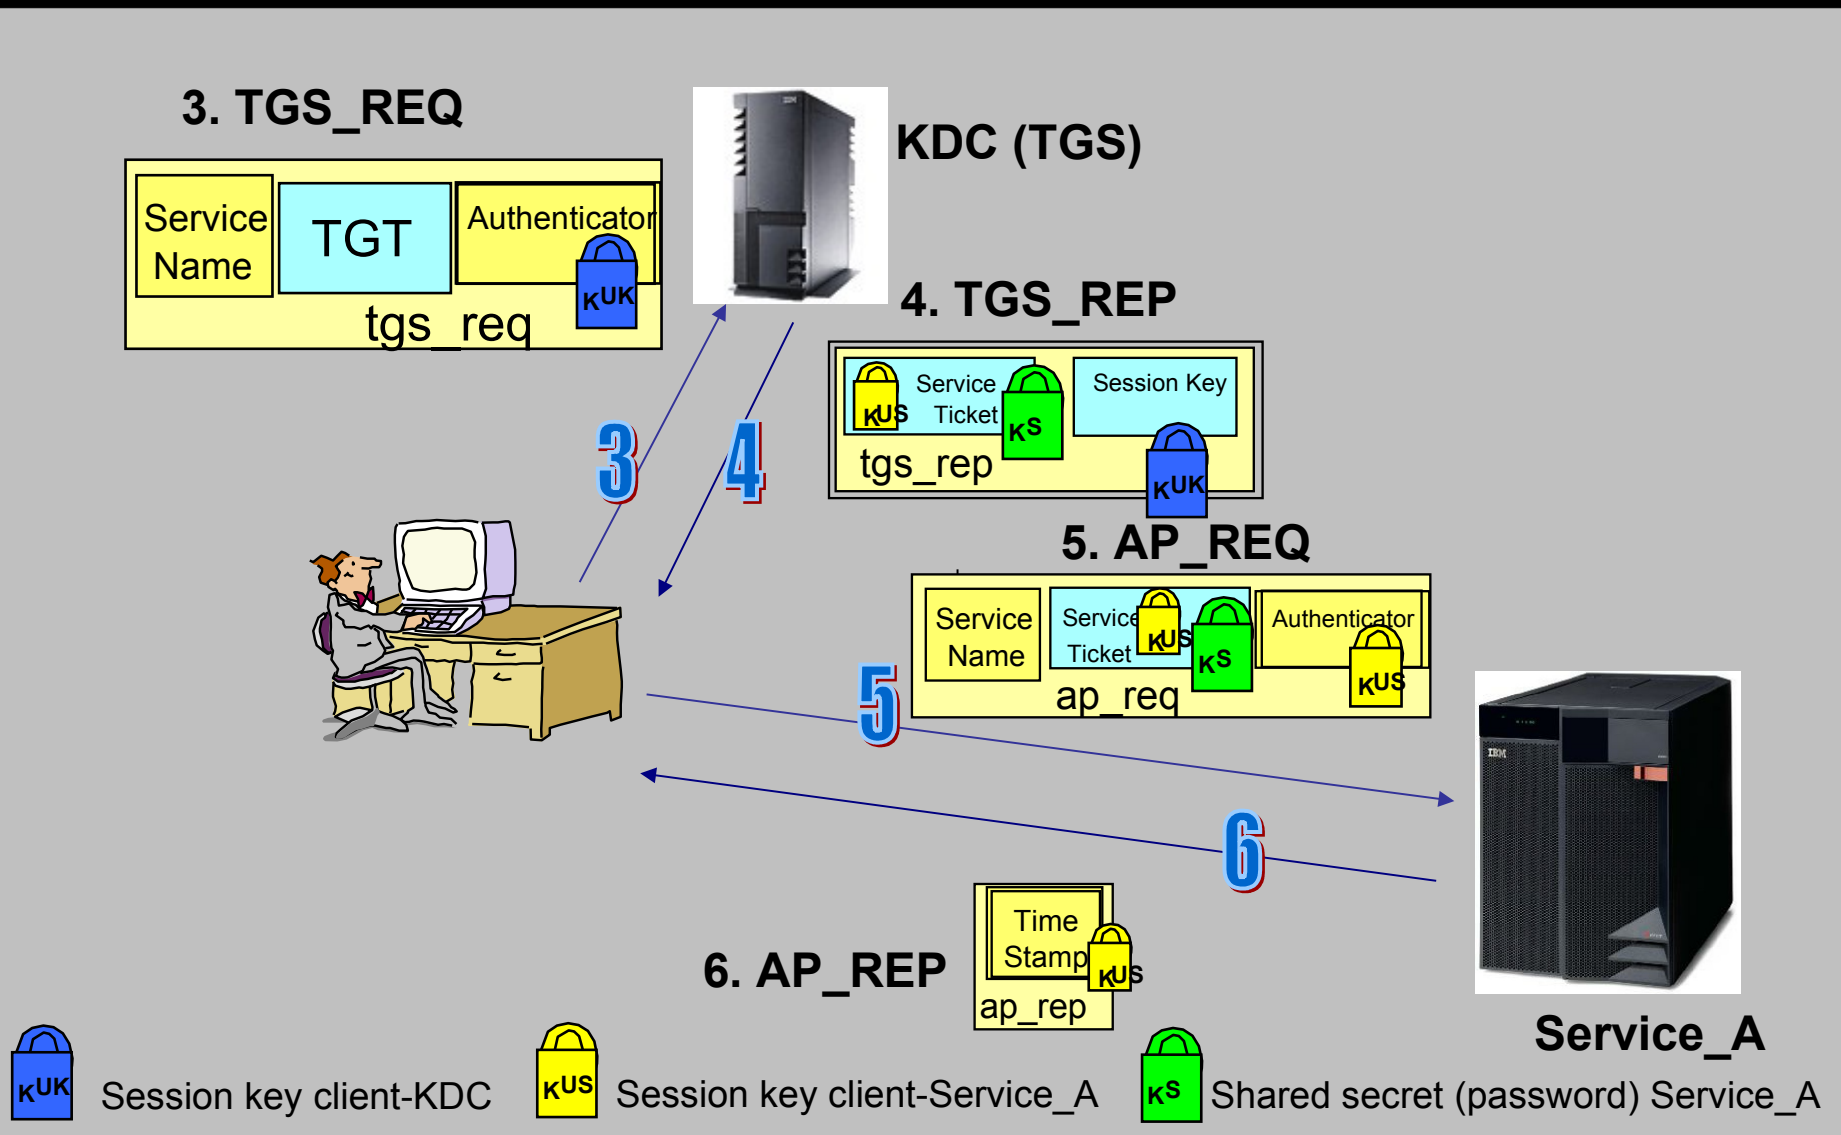 3. TGS_REQ
KDC (TGS)
Service
Name
TGT
Authenticator
KUK
tgs_req
4. TGS_REP
KUS
Service
Ticket
KS
Session Key
KUK
tgs_rep
3
4
5. AP_REQ
Service
Name
Service
Ticket
KUS
KS
Authenticator
KUS
ap_req
5
IBM
6
6. AP_REP
Time
Stamp
KUS
ap_rep
Service_A
KUK
Session key client-KDC
KUS
Session key client-Service_A
KS
Shared secret (password) Service_A